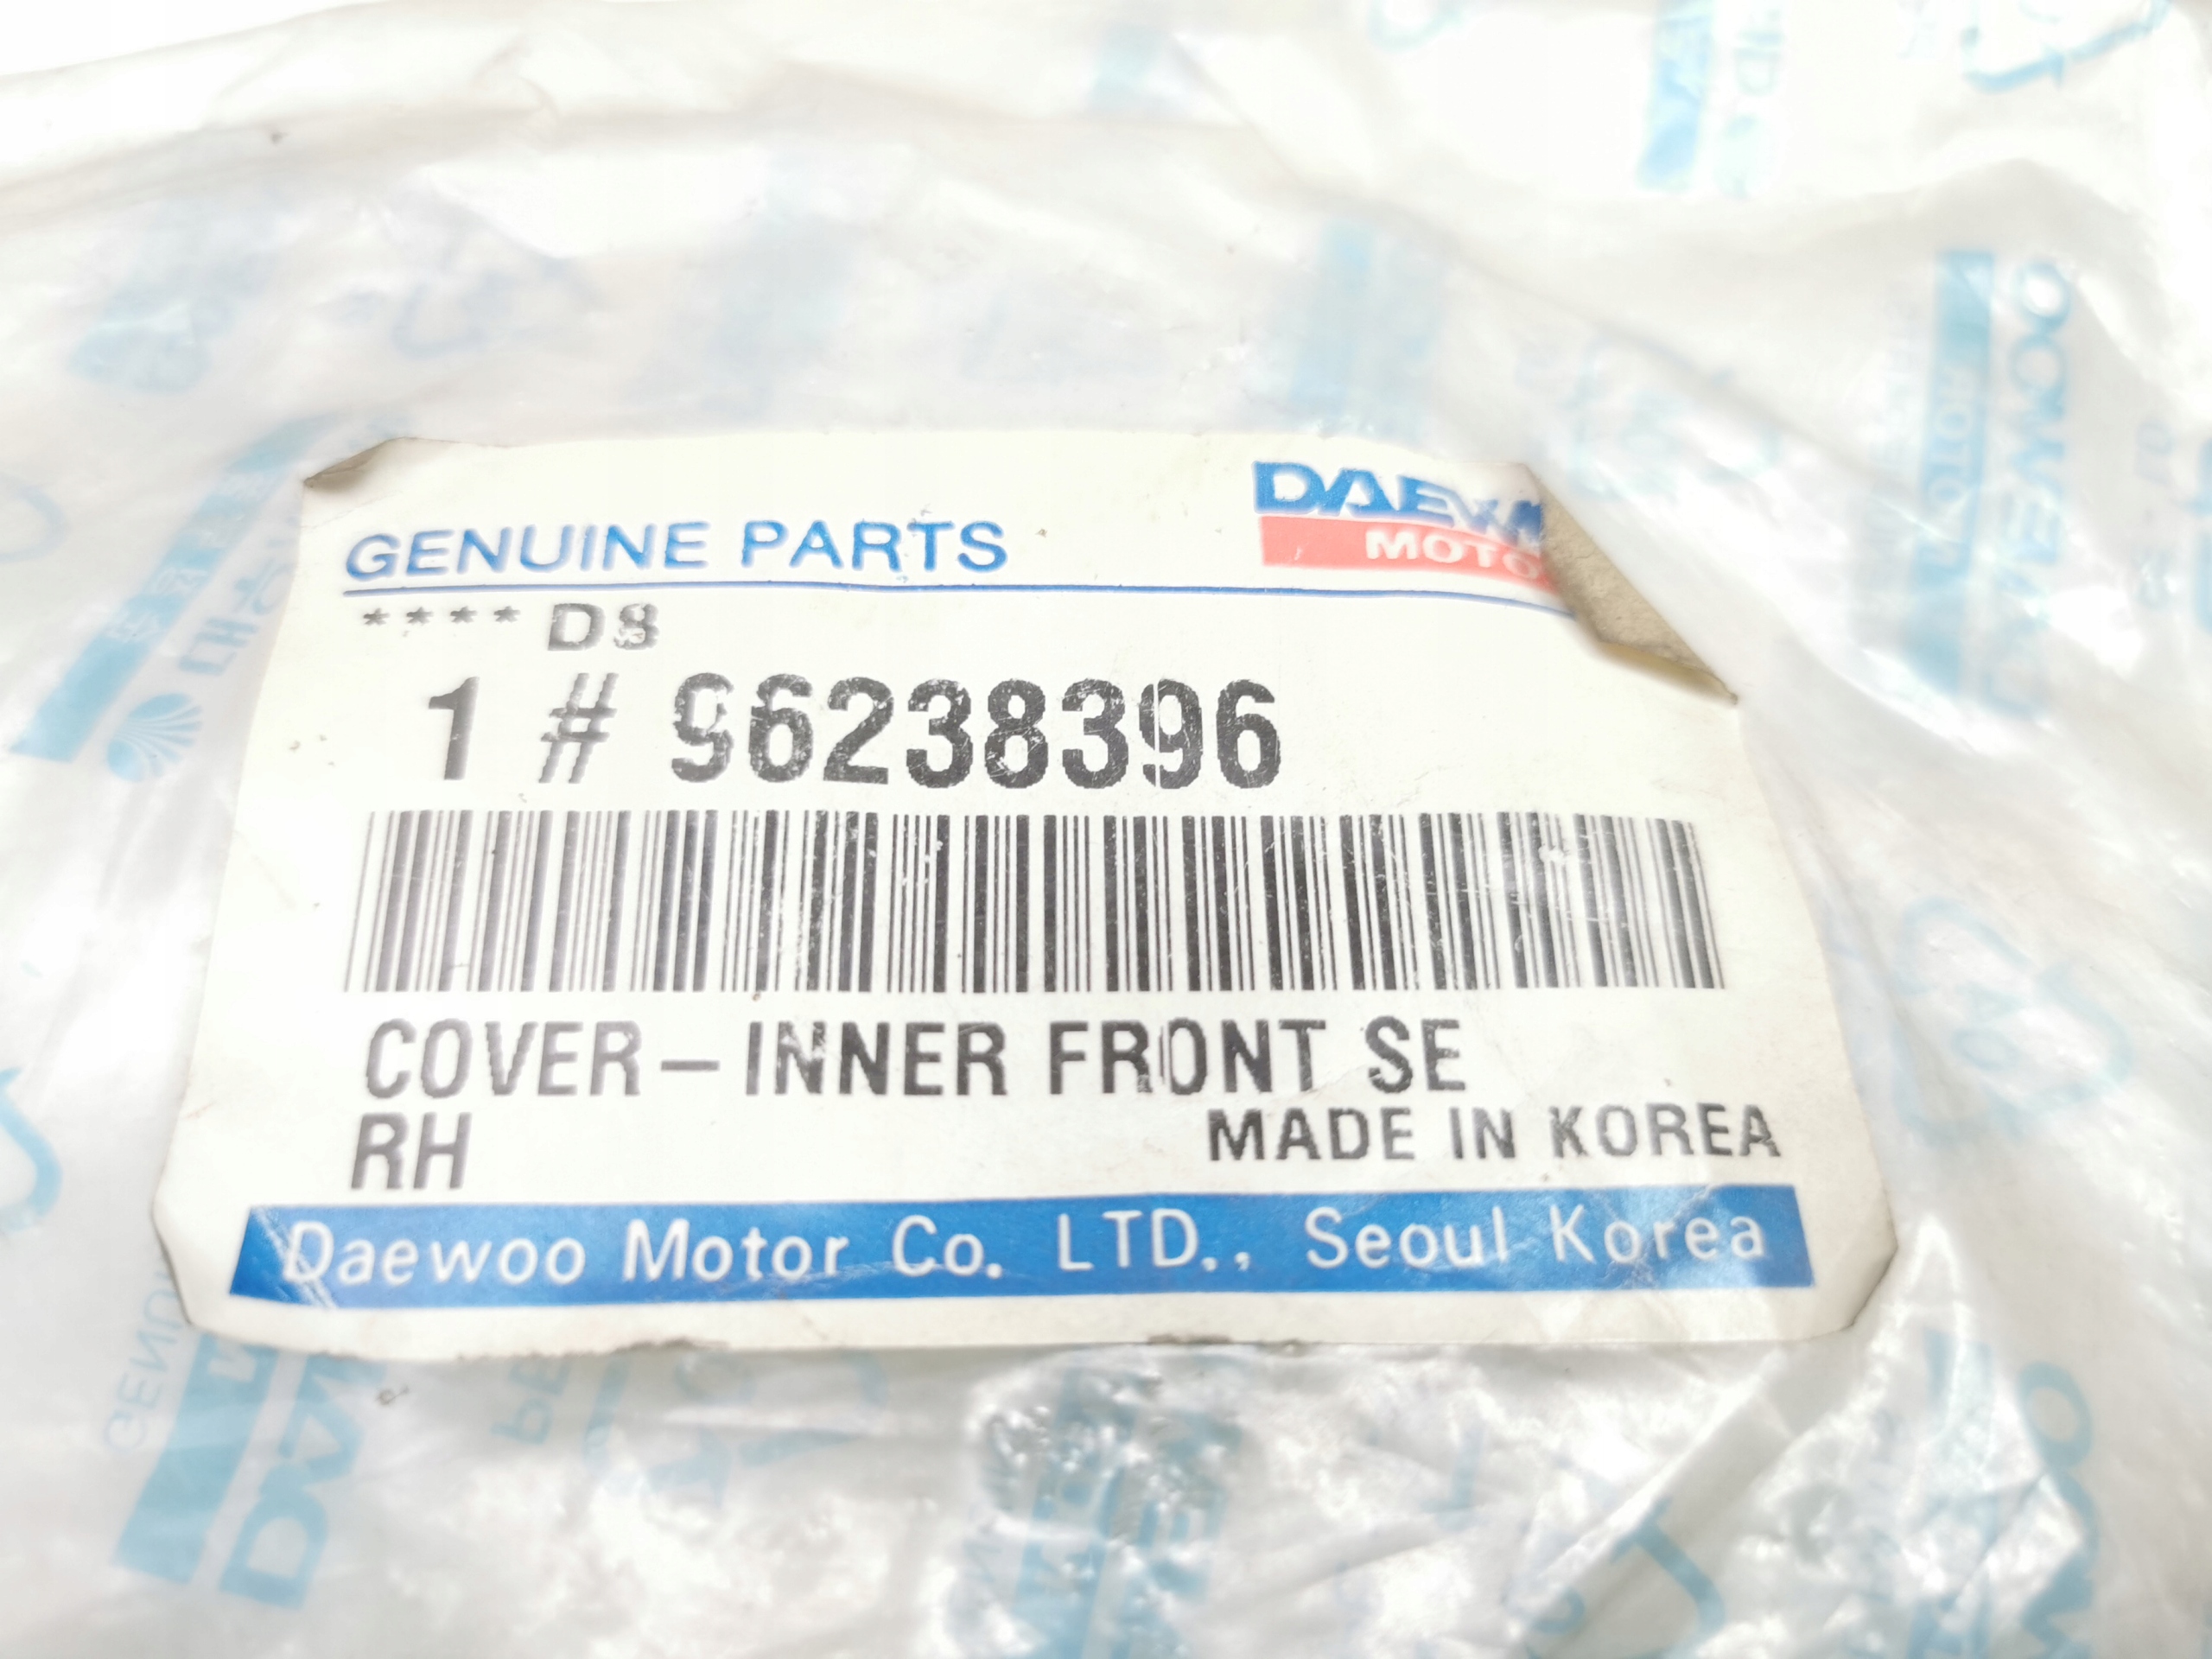 GENUINE PARTS
DAEW
MOTO
****D8
1 # 96238396
COVER-INNER FRONT SE
RH
MADE IN KOREA
Daewoo Motor Co. LTD., Seoul Korea